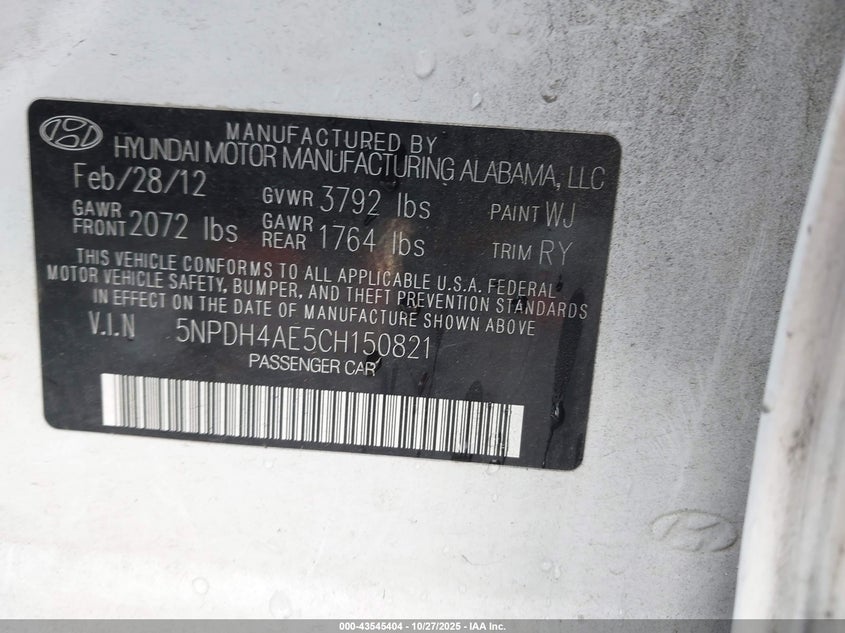 MANUFACTURED BY
HYUNDAI MOTOR MANUFACTURING ALABAMA, LLC
Feb/28/12 GVWR 3792 lbs PAINT WJ
GAWR FRONT 2072 lbs GAWR REAR 1764 lbs TRIM RY
THIS VEHICLE CONFORMS TO ALL APPLICABLE U.S.A. FEDERAL
MOTOR VEHICLE SAFETY, BUMPER, AND THEFT PREVENTION STANDARDS
IN EFFECT ON THE DATE OF MANUFACTURE SHOWN ABOVE
V.I.N 5NPDH4AE5CH150821
PASSENGER CAR
000-43545404 | 10/27/2025 – IAA Inc.